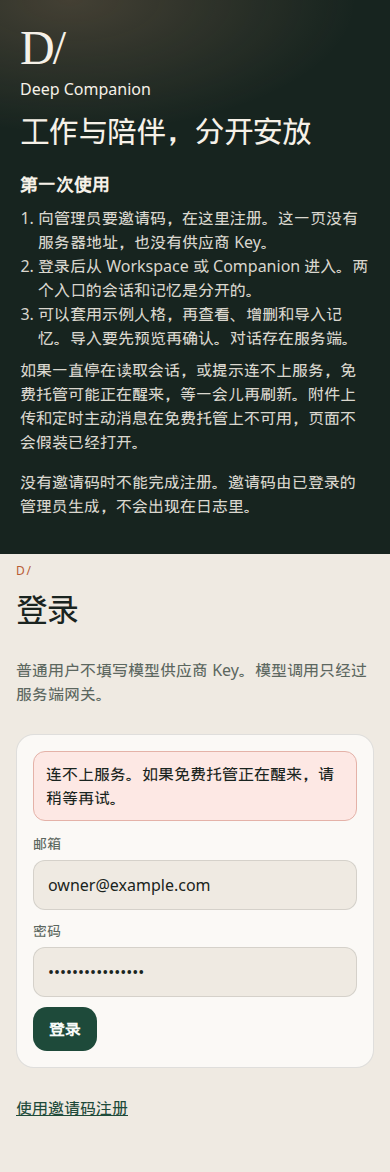 D/
Deep Companion
工作与陪伴，分开安放
第一次使用
1. 向管理员要邀请码，在这里注册。这一页没有
服务器地址，也没有供应商 Key。
2. 登录后从 Workspace 或 Companion 进入。两
个入口的会话和记忆是分开的。
3. 可以套用示例人格，再查看、增删和导入记
忆。导入要先预览再确认。对话存在服务端。
如果一直停在读取会话，或提示连不上服务，免
费托管可能正在醒来，等一会儿再刷新。附件上
传和定时主动消息在免费托管上不可用，页面不
会假装已经打开。
没有邀请码时不能完成注册。邀请码由已登录的
管理员生成，不会出现在日志里。
D/
登录
普通用户不填写模型供应商 Key。模型调用只经过
服务端网关。
连不上服务。如果免费托管正在醒来，请
稍等再试。
邮箱
owner@example.com
密码
••••••••••••••••
登录
使用邀请码注册